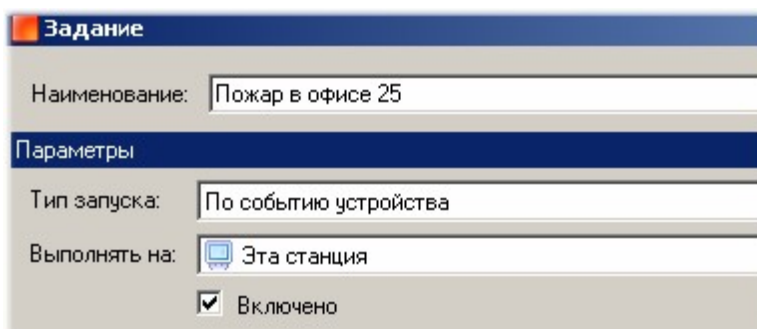 Задание
Наименование: Пожар в офисе 25
Параметры
Тип запуска: По событию устройства
Выполнять на: Эта станция
Включено